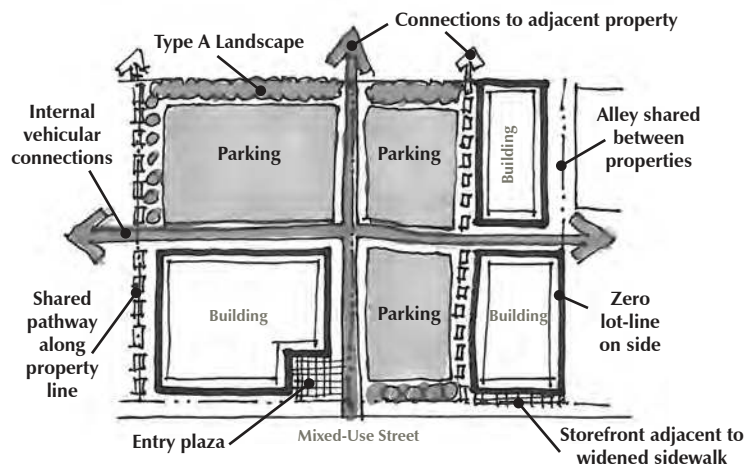 Connections to adjacent property
Type A Landscape
Internal
vehicular
connections
Parking
Parking
Building
Alley shared
between
properties
Shared
pathway
along
property
line
Building
Parking
Building
Zero
lot-line
on side
Entry plaza
Mixed-Use Street
Storefront adjacent to
widened sidewalk